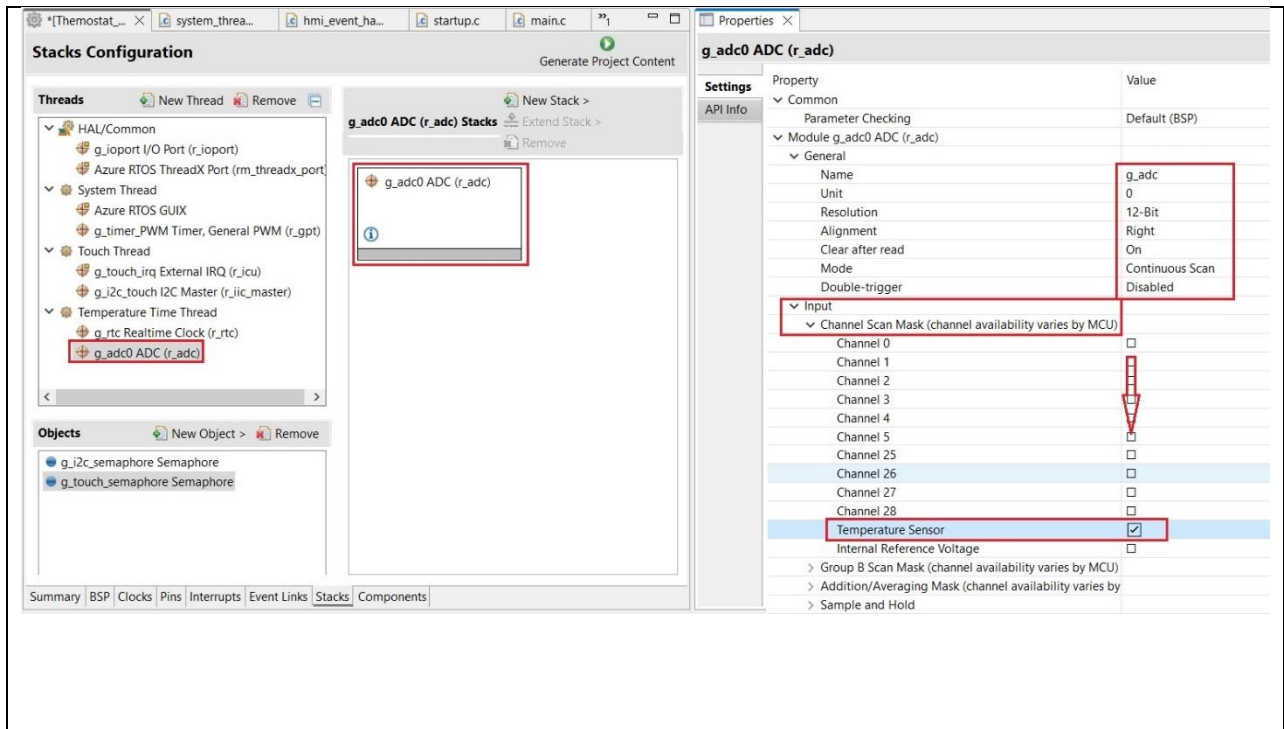 *[Themostat_...
system_threa...
hmi_event_ha...
startup.c
main.c
»1
Stacks Configuration
Generate Project Content
Threads
New Thread
Remove
HAL/Common
g_ioport I/O Port (r_ioport)
Azure RTOS ThreadX Port (rm_threadx_port)
System Thread
Azure RTOS GUIX
g_timer_PWM Timer, General PWM (r_gpt)
Touch Thread
g_touch_irq External IRQ (r_icu)
g_i2c_touch I2C Master (r_iic_master)
Temperature Time Thread
g_rtc Realtime Clock (r_rtc)
g_adc0 ADC (r_adc)
Objects
New Object >
Remove
g_i2c_semaphore Semaphore
g_touch_semaphore Semaphore
g_adc0 ADC (r_adc) Stacks
New Stack >
Extend Stack >
Remove
g_adc0 ADC (r_adc)
Summary BSP Clocks Pins Interrupts Event Links Stacks Components
Properties
g_adc0 ADC (r_adc)
Settings
API Info
Property Value
Common
Parameter Checking Default (BSP)
Module g_adc0 ADC (r_adc)
General
Name g_adc
Unit 0
Resolution 12-Bit
Alignment Right
Clear after read On
Mode Continuous Scan
Double-trigger Disabled
Input
Channel Scan Mask (channel availability varies by MCU)
Channel 0
Channel 1
Channel 2
Channel 3
Channel 4
Channel 5
Channel 25
Channel 26
Channel 27
Channel 28
Temperature Sensor
Internal Reference Voltage
> Group B Scan Mask (channel availability varies by MCU)
> Addition/Averaging Mask (channel availability varies by
> Sample and Hold